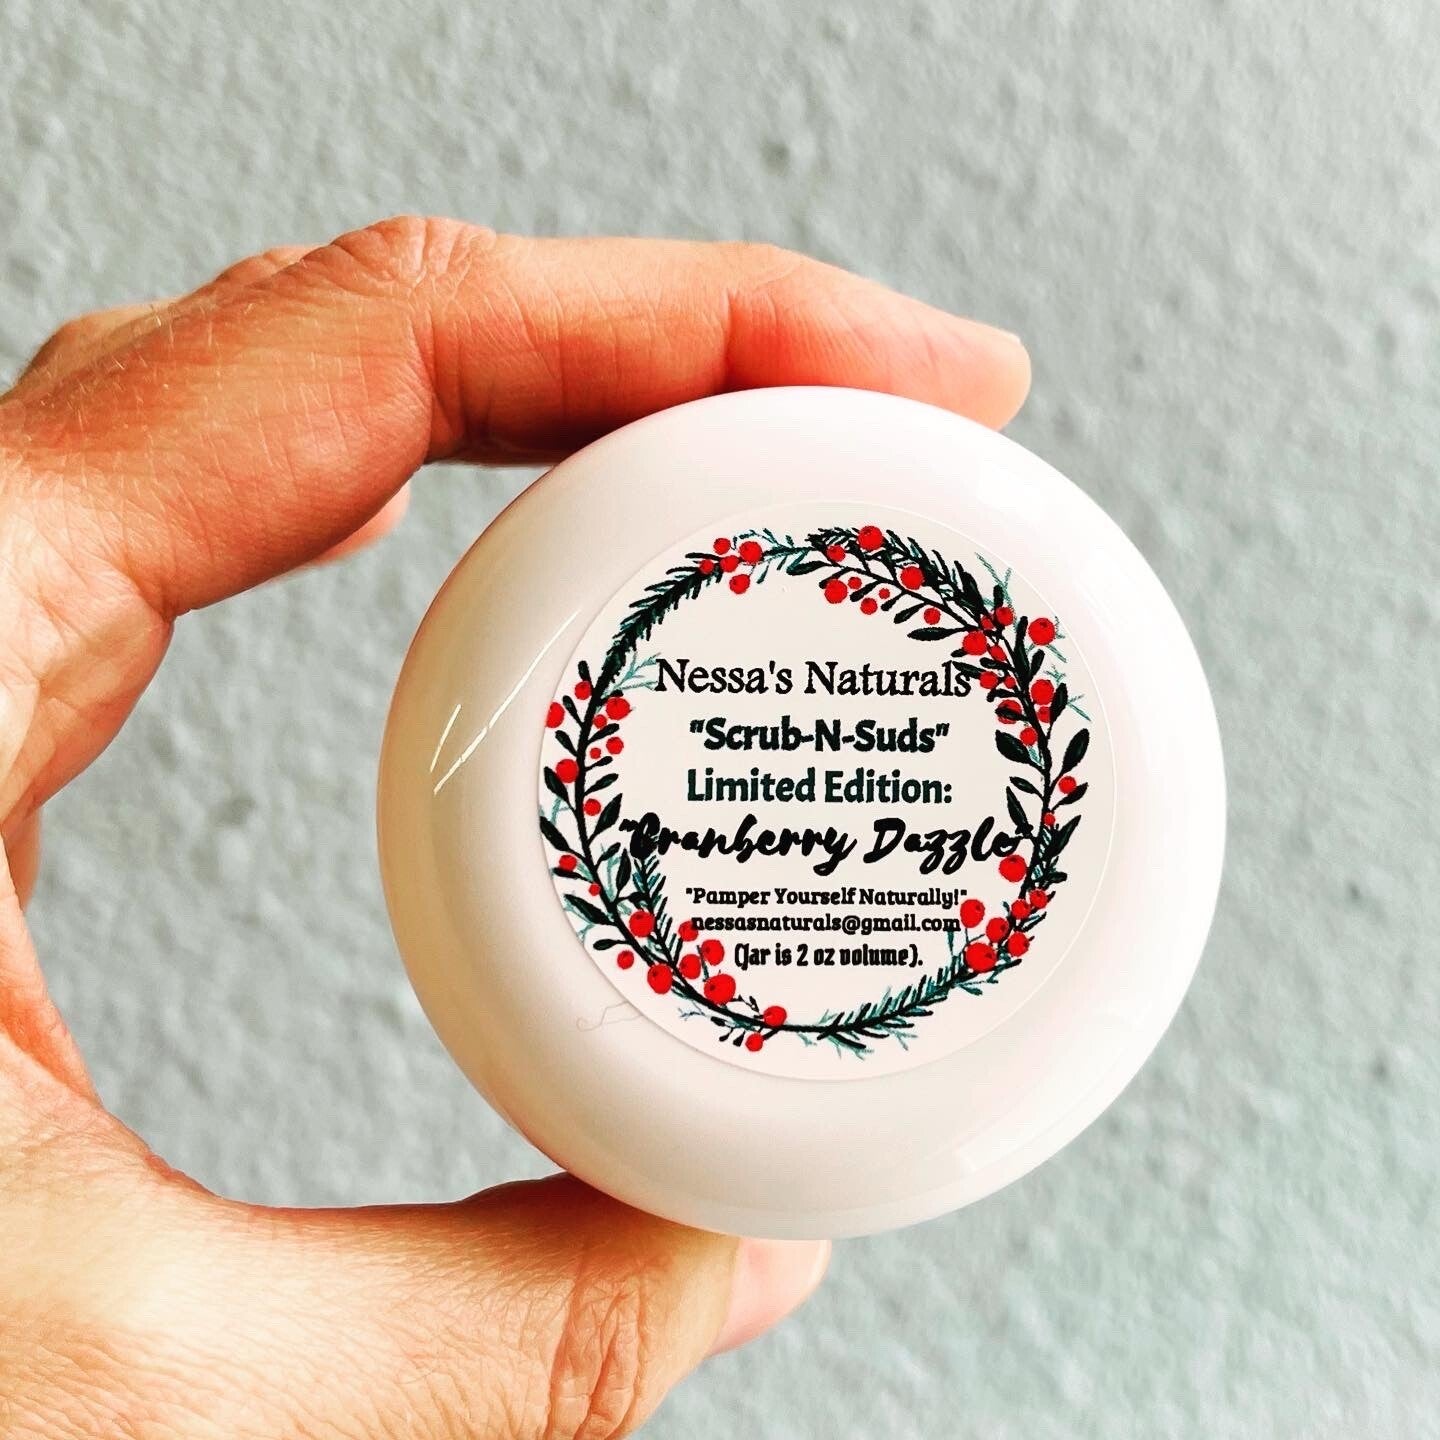 Nessa's Naturals
"Scrub-N-Suds"
Limited Edition:
"Cranberry Dazzle"
"Pamper Yourself Naturally!"
nessasnaturals@gmail.com
(Jar is 2 oz volume).